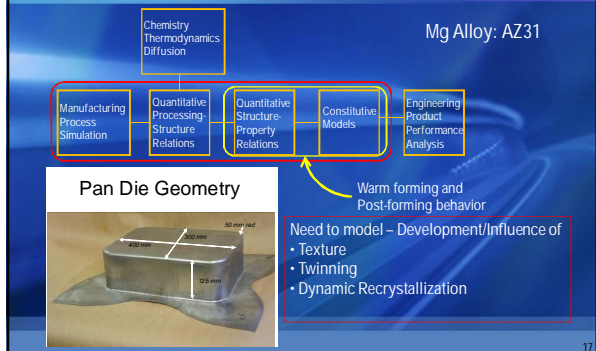 Mg Alloy: AZ31
Chemistry
Thermodynamics
Diffusion
Manufacturing
Process
Simulation
Quantitative
Processing-
Structure
Relations
Quantitative
Structure-
Property
Relations
Constitutive
Models
Engineering
Product
Performance
Analysis
Warm forming and
Post-forming behavior
Pan Die Geometry
50 mm rad
300 mm
400 mm
125 mm
Need to model – Development/Influence of
• Texture
• Twinning
• Dynamic Recrystallization
17